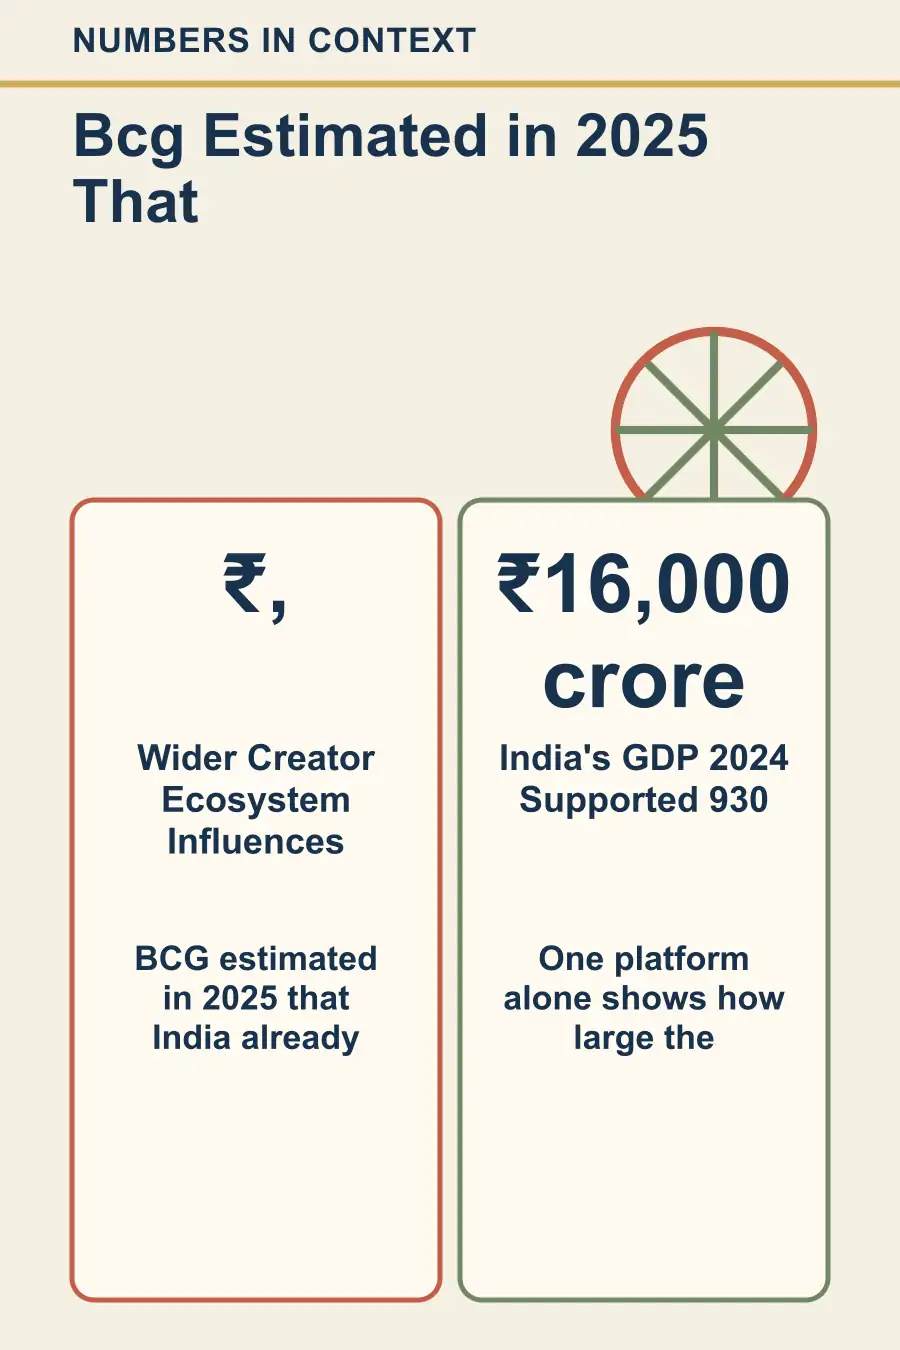 NUMBERS IN CONTEXT
Bcg Estimated in 2025
That
₹,
Wider Creator
Ecosystem
Influences
BCG estimated
in 2025 that
India already
₹16,000
crore
India's GDP 2024
Supported 930
One platform
alone shows how
large the